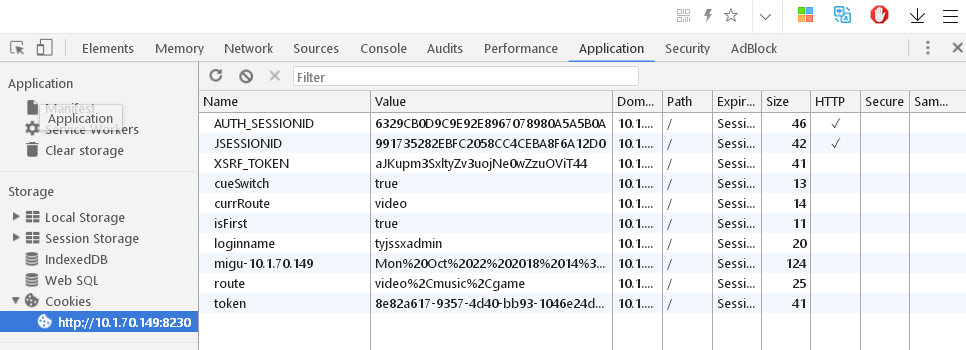 Elements Memory Network Sources Console Audits Performance Application Security AdBlock
Application
Manifest
Application
Service Workers
Clear storage
Storage
Local Storage
Session Storage
IndexedDB
Web SQL
Cookies
http://10.1.70.149:8230
Filter
Name Value Dom... Path Expir... Size HTTP Secure Sam...
AUTH_SESSIONID 6329CB0D9C9E92E8967078980A5A5B0A 10.1.... / Sessi... 46 ✓
JSESSIONID 991735282EBFC2058CC4CEBA8F6A12D0 10.1.... / Sessi... 42 ✓
XSRF_TOKEN aJKupm3SxltyZv3uojNe0wZzuOViT44 10.1.... / Sessi... 41
cueSwitch true 10.1.... / Sessi... 13
currRoute video 10.1.... / Sessi... 14
isFirst true 10.1.... / Sessi... 11
loginname tyjssxadmin 10.1.... / Sessi... 20
migu-10.1.70.149 Mon%20Oct%2022%202018%2014%3... 10.1.... / Sessi... 124
route video%2Cmusic%2Cgame 10.1.... / Sessi... 25
token 8e82a617-9357-4d40-bb93-1046e24d... 10.1.... / Sessi... 41